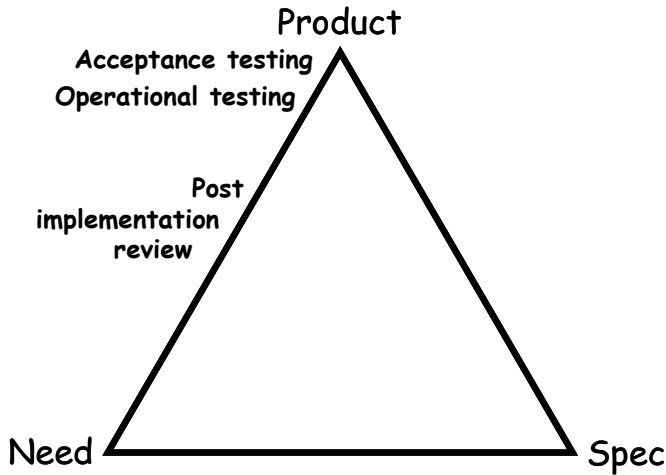 Product
Acceptance testing
Operational testing
Post
implementation
review
Need
Spec